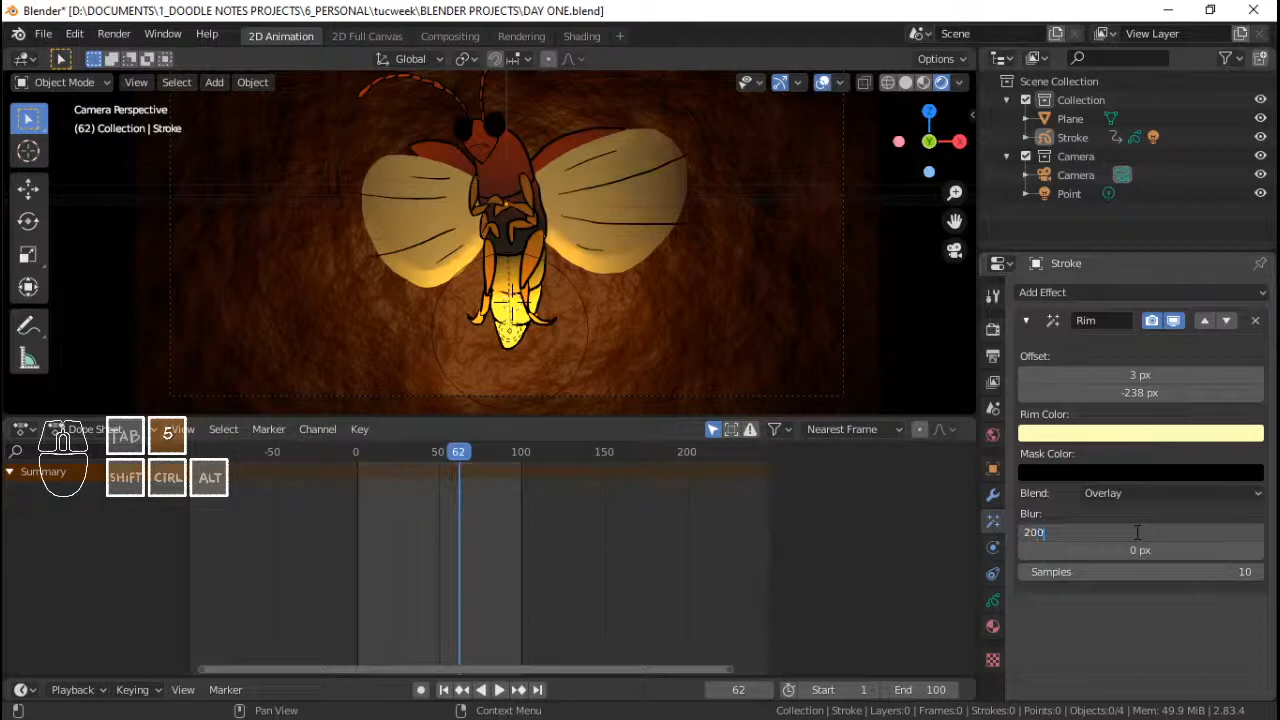 Blender* [D:\DOCUMENTS\1_DOODLE NOTES PROJECTS\6_PERSONAL\tucweek\BLENDER PROJECTS\DAY ONE.blend]
File Edit Render Window Help 2D Animation 2D Full Canvas Compositing Rendering Shading + Scene View Layer
Global Options
Object Mode View Select Add Object
Camera Perspective
(62) Collection | Stroke
Y
Scene Collection
Collection
Plane
Stroke
Camera
Camera
Point
Stroke
Add Effect
Rim
Offset:
3 px
-238 px
Rim Color:
Mask Color:
Blend: Overlay
Blur:
200
0 px
Samples 10
Dope Sheet View Select Marker Channel Key Nearest Frame
TAB 5
SHIFT CTRL ALT
-50 0 50 62 100 150 200
Summary
Playback Keying View Marker 62 Start 1 End 100
Pan View Context Menu Collection | Stroke | Layers:0 | Frames:0 | Strokes:0 | Points:0 | Objects:0/4 | Mem: 49.9 MiB | 2.83.4